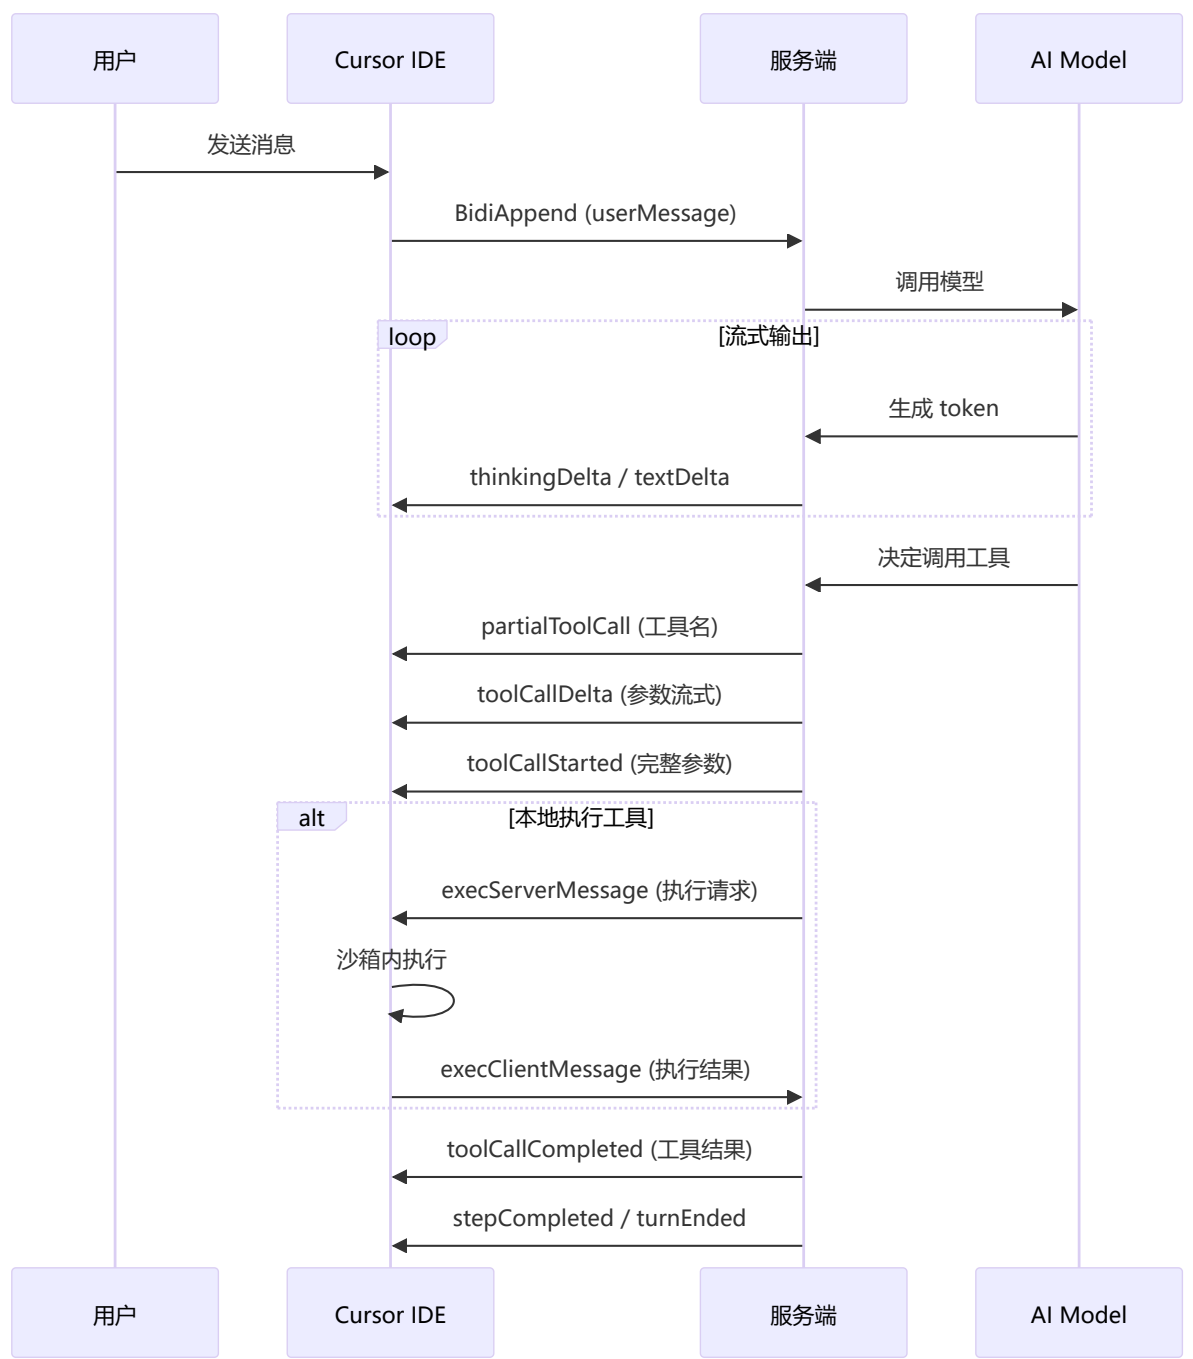 用户
Cursor IDE
服务端
AI Model
发送消息
BidiAppend (userMessage)
调用模型
loop
[流式输出]
生成 token
thinkingDelta / textDelta
决定调用工具
partialToolCall (工具名)
toolCallDelta (参数流式)
toolCallStarted (完整参数)
alt
[本地执行工具]
execServerMessage (执行请求)
沙箱内执行
execClientMessage (执行结果)
toolCallCompleted (工具结果)
stepCompleted / turnEnded
用户
Cursor IDE
服务端
AI Model